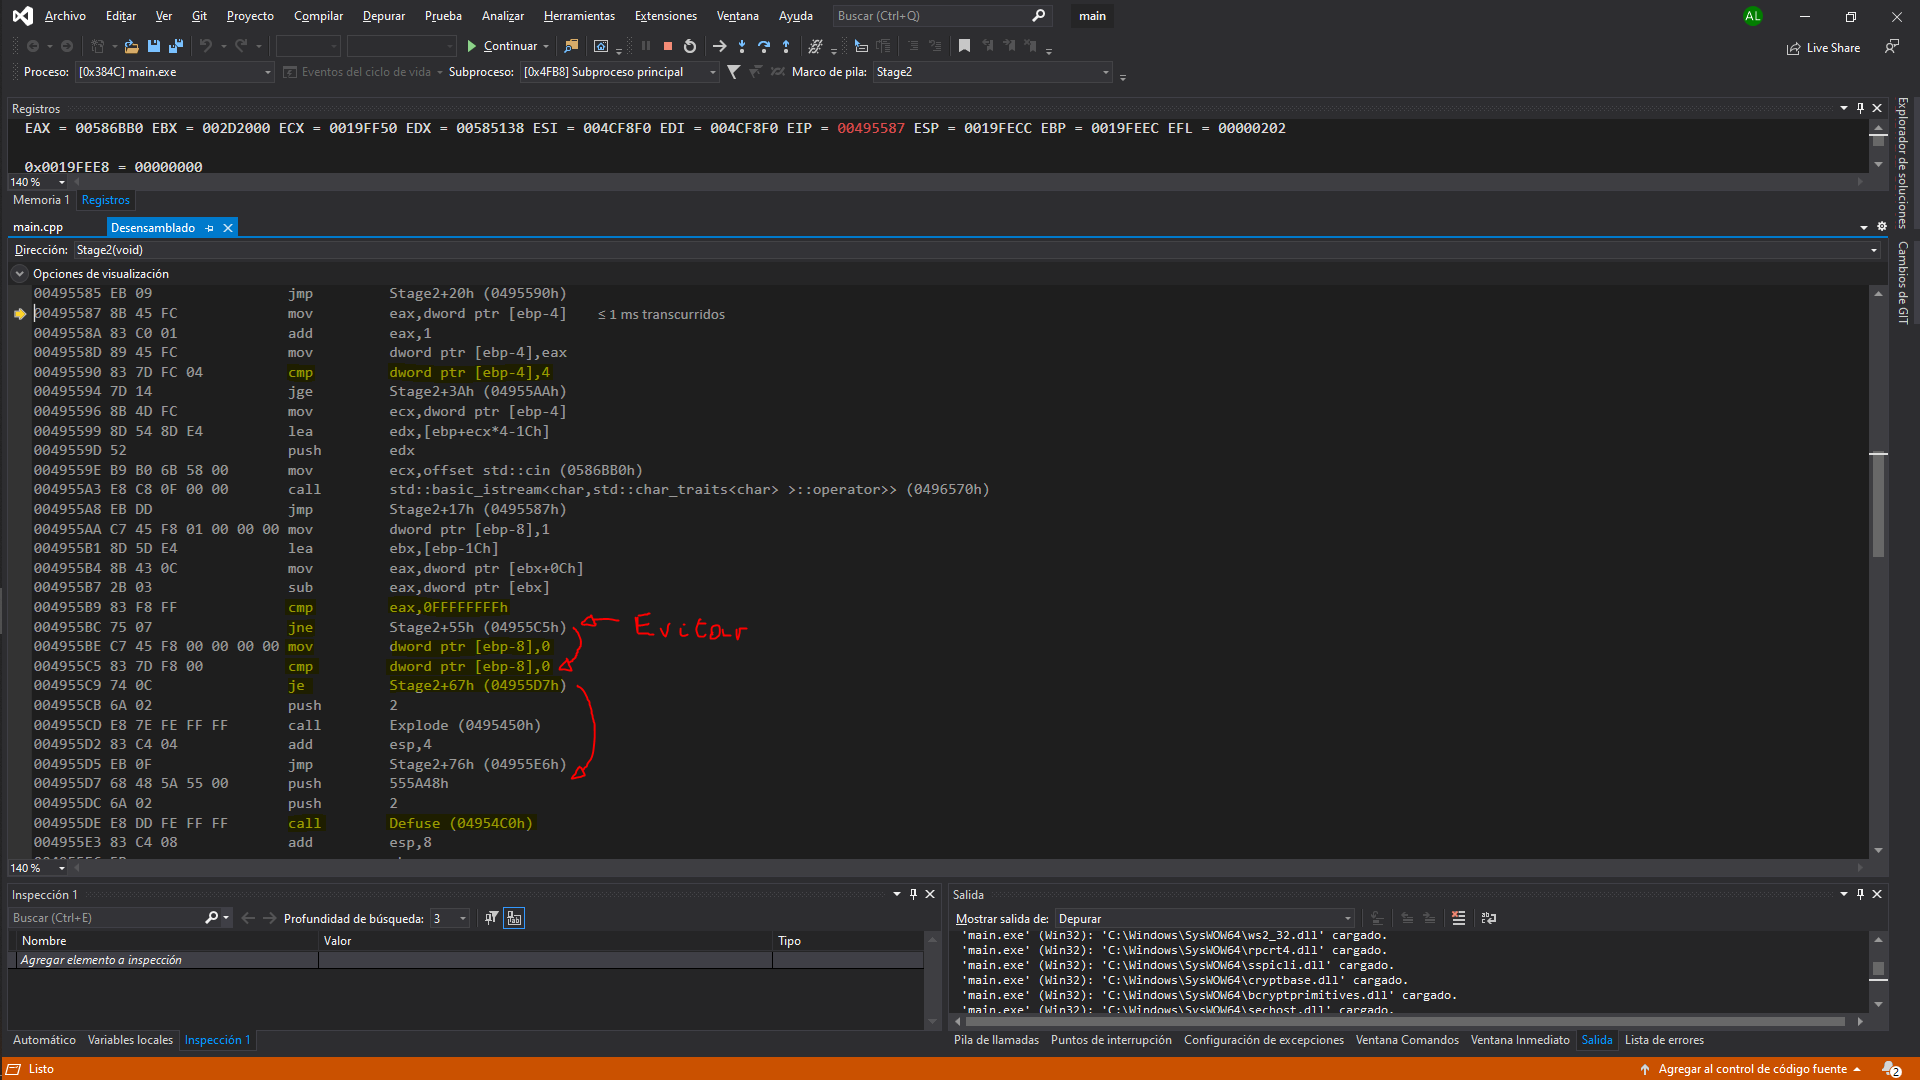 Archivo Editar Ver Git Proyecto Compilar Depurar Prueba Analizar Herramientas Extensiones Ventana Ayuda Buscar (Ctrl+Q) main AL
Continuar Live Share
Proceso: [0x384C] main.exe Eventos del ciclo de vida Subproceso: [0x4FB8] Subproceso principal Marco de pila: Stage2
Registros
EAX = 00586BB0 EBX = 002D2000 ECX = 0019FF50 EDX = 00585138 ESI = 004CF8F0 EDI = 004CF8F0 EIP = 00495587 ESP = 0019FECC EBP = 0019FEEC EFL = 00000202
0x0019FEE8 = 00000000
140 %
Memoria 1 Registros
main.cpp Desensamblado
Dirección: Stage2(void)
Opciones de visualización
00495585 EB 09 jmp Stage2+20h (0495590h)
00495587 8B 45 FC mov eax,dword ptr [ebp-4] ≤ 1 ms transcurridos
0049558A 83 C0 01 add eax,1
0049558D 89 45 FC mov dword ptr [ebp-4],eax
00495590 83 7D FC 04 cmp dword ptr [ebp-4],4
00495594 7D 14 jge Stage2+3Ah (04955AAh)
00495596 8B 4D FC mov ecx,dword ptr [ebp-4]
00495599 8D 54 8D E4 lea edx,[ebp+ecx*4-1Ch]
0049559D 52 push edx
0049559E B9 B0 6B 58 00 mov ecx,offset std::cin (0586BB0h)
004955A3 E8 C8 0F 00 00 call std::basic_istream<char,std::char_traits<char> >::operator>> (0496570h)
004955A8 EB DD jmp Stage2+17h (0495587h)
004955AA C7 45 F8 01 00 00 00 mov dword ptr [ebp-8],1
004955B1 8D 5D E4 lea ebx,[ebp-1Ch]
004955B4 8B 43 0C mov eax,dword ptr [ebx+0Ch]
004955B7 2B 03 sub eax,dword ptr [ebx]
004955B9 83 F8 FF cmp eax,0FFFFFFFFh
004955BC 75 07 jne Stage2+55h (04955C5h) Evitar
004955BE C7 45 F8 00 00 00 00 mov dword ptr [ebp-8],0
004955C5 83 7D F8 00 cmp dword ptr [ebp-8],0
004955C9 74 0C je Stage2+67h (04955D7h)
004955CB 6A 02 push 2
004955CD E8 7E FE FF FF call Explode (0495450h)
004955D2 83 C4 04 add esp,4
004955D5 EB 0F jmp Stage2+76h (04955E6h)
004955D7 68 48 5A 55 00 push 555A48h
004955DC 6A 02 push 2
004955DE E8 DD FE FF FF call Defuse (04954C0h)
004955E3 83 C4 08 add esp,8
140 %
Inspección 1
Buscar (Ctrl+E) Profundidad de búsqueda: 3
Nombre Valor Tipo
Agregar elemento a inspección
Automático Variables locales Inspección 1
Salida
Mostrar salida de: Depurar
'main.exe' (Win32): 'C:\Windows\SysWOW64\ws2_32.dll' cargado.
'main.exe' (Win32): 'C:\Windows\SysWOW64\rpcrt4.dll' cargado.
'main.exe' (Win32): 'C:\Windows\SysWOW64\sspicli.dll' cargado.
'main.exe' (Win32): 'C:\Windows\SysWOW64\cryptbase.dll' cargado.
'main.exe' (Win32): 'C:\Windows\SysWOW64\bcryptprimitives.dll' cargado.
'main.exe' (Win32): 'C:\Windows\SysWOW64\sechost.dll' cargado.
Pila de llamadas Puntos de interrupción Configuración de excepciones Ventana Comandos Ventana Inmediato Salida Lista de errores
Explorador de soluciones
Cambios de GIT
Listo Agregar al control de código fuente 2